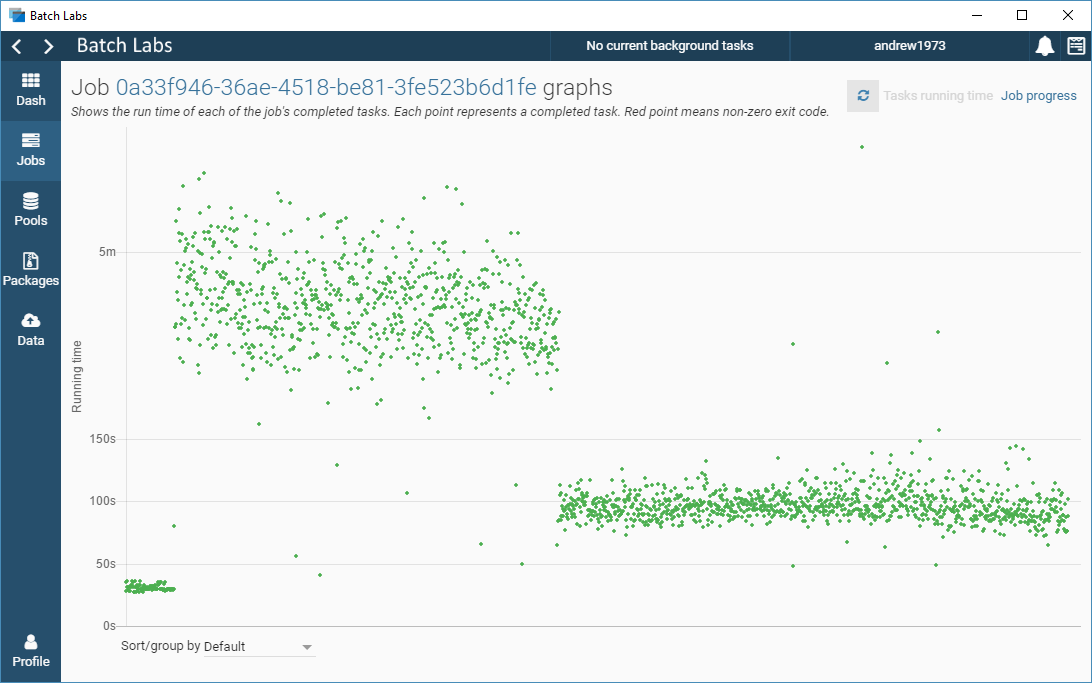 Batch Labs
Batch Labs
No current background tasks
andrew1973
Dash
Jobs
Pools
Packages
Data
Profile
Job 0a33f946-36ae-4518-be81-3fe523b6d1fe graphs
Shows the run time of each of the job's completed tasks. Each point represents a completed task. Red point means non-zero exit code.
Tasks running time
Job progress
Running time
5m
150s
100s
50s
0s
Sort/group by Default